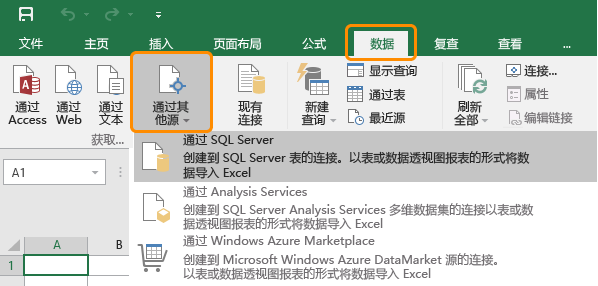 文件 主页 插入 页面布局 公式 数据 复查 查看 ...
通过 Access
通过 Web
通过 文本
通过其他源
现有连接
新建查询
显示查询
通过表
最近源
刷新全部
连接...
属性
编辑链接
获取...
A1
通过 SQL Server
创建到 SQL Server 表的连接。以表或数据透视图报表的形式将数
据导入 Excel
通过 Analysis Services
创建到 SQL Server Analysis Services 多维数据集的连接以表或数
据透视图报表的形式将数据导入 Excel
通过 Windows Azure Marketplace
创建到 Microsoft Windows Azure DataMarket 源的连接。
以表或数据透视图报表的形式将数据导入 Excel
A B
1